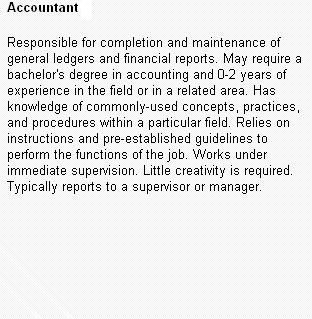 Accountant
Responsible for completion and maintenance of
general ledgers and financial reports. May require a
bachelor's degree in accounting and 0-2 years of
experience in the field or in a related area. Has
knowledge of commonly-used concepts, practices,
and procedures within a particular field. Relies on
instructions and pre-established guidelines to
perform the functions of the job. Works under
immediate supervision. Little creativity is required.
Typically reports to a supervisor or manager.